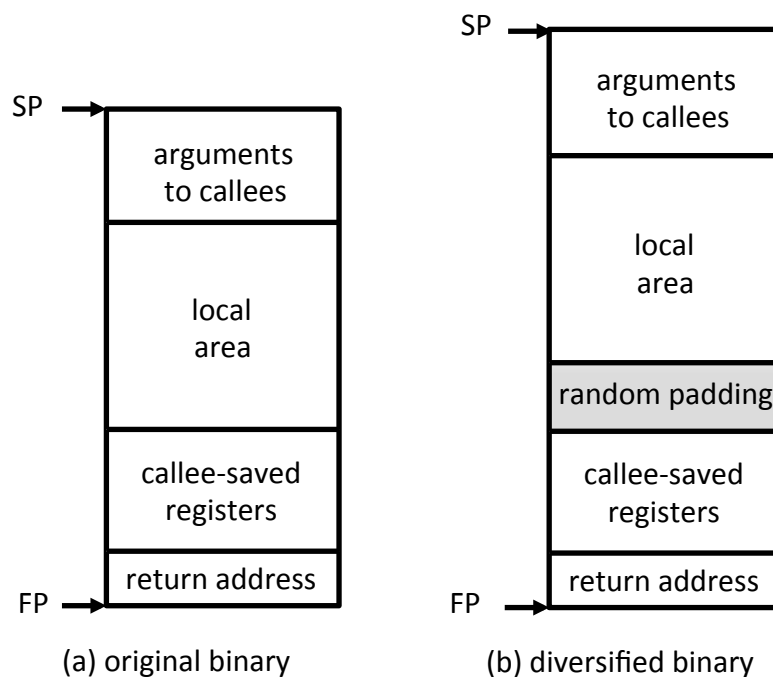 SP
arguments
to callees
local
area
callee-saved
registers
return address
FP
(a) original binary
SP
arguments
to callees
local
area
random padding
callee-saved
registers
return address
FP
(b) diversified binary